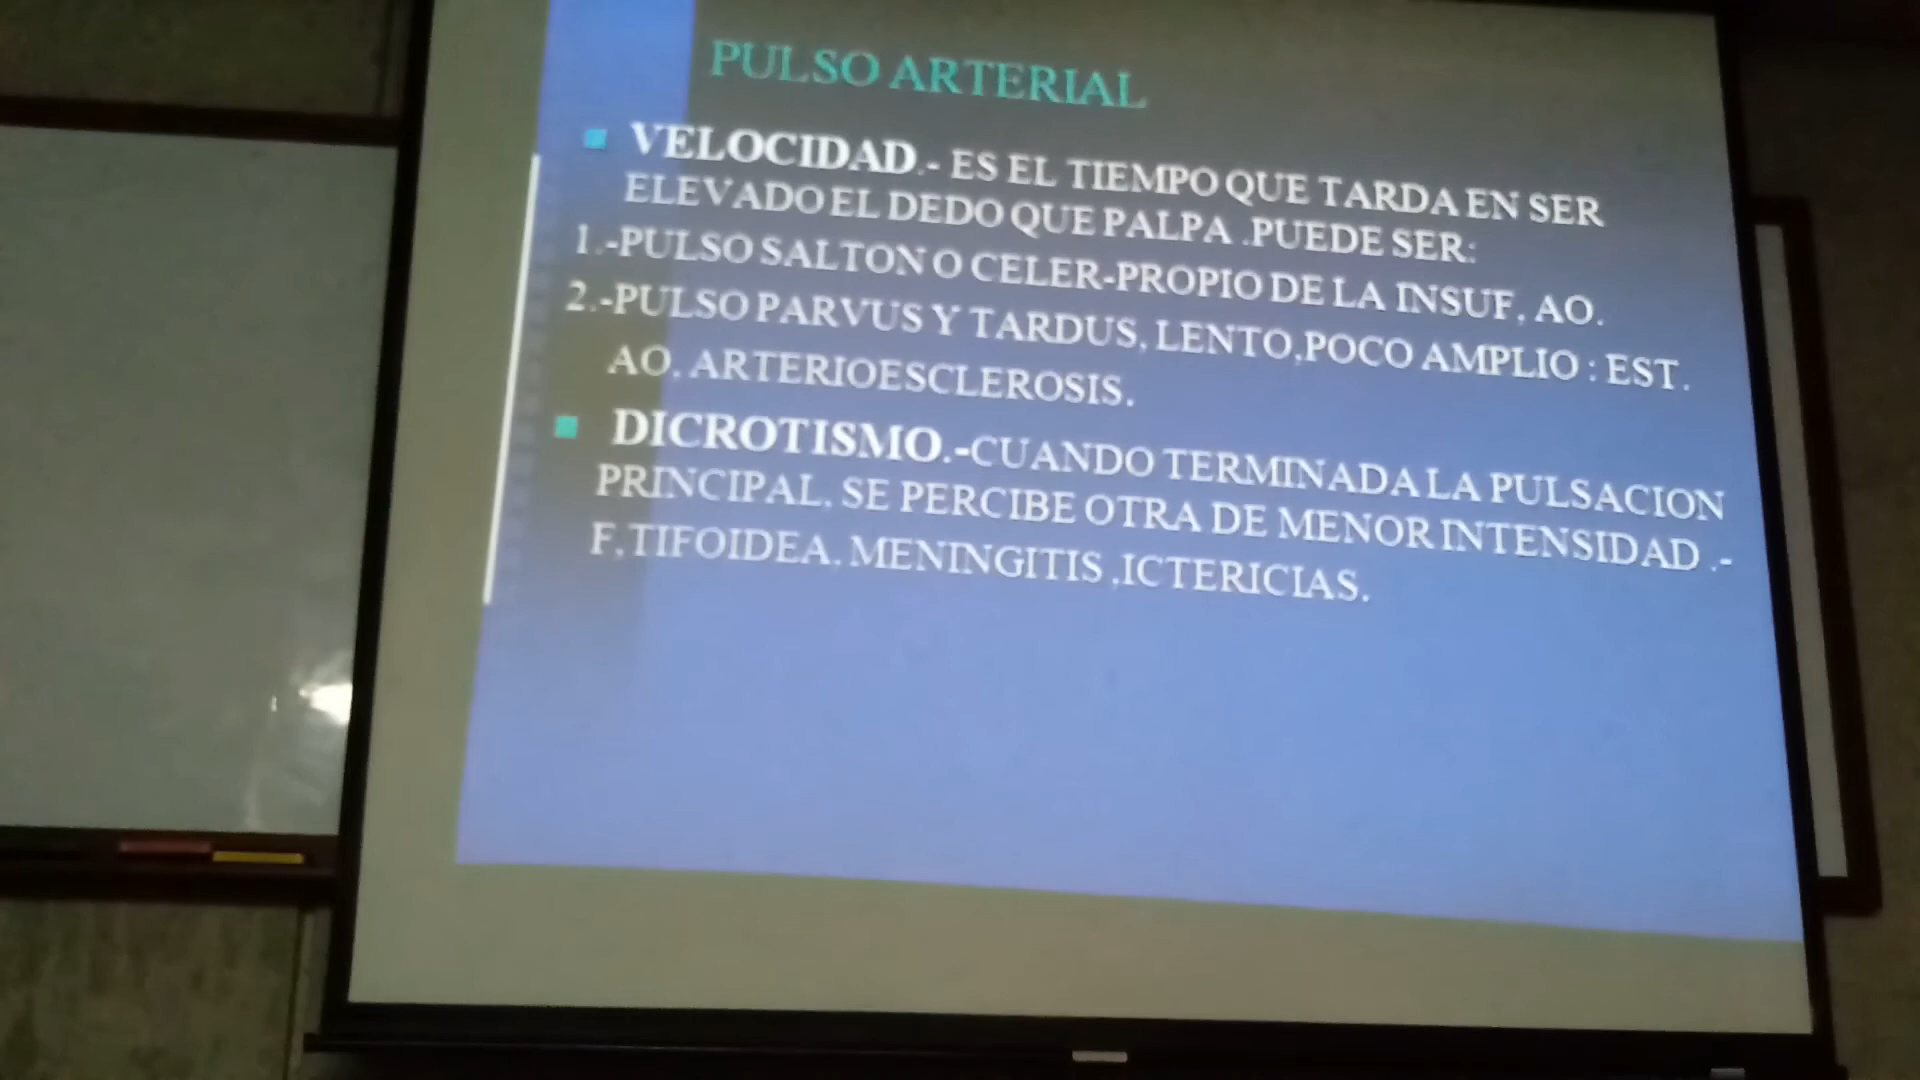 PULSO ARTERIAL
VELOCIDAD.- ES EL TIEMPO QUE TARDA EN SER
ELEVADO EL DEDO QUE PALPA .PUEDE SER:
1.-PULSO SALTON O CELER-PROPIO DE LA INSUF, AO.
2.-PULSO PARVUS Y TARDUS, LENTO,POCO AMPLIO : EST.
AO, ARTERIOESCLEROSIS.
DICROTISMO.-CUANDO TERMINADA LA PULSACION
PRINCIPAL, SE PERCIBE OTRA DE MENOR INTENSIDAD .-
F,TIFOIDEA, MENINGITIS ,ICTERICIAS.